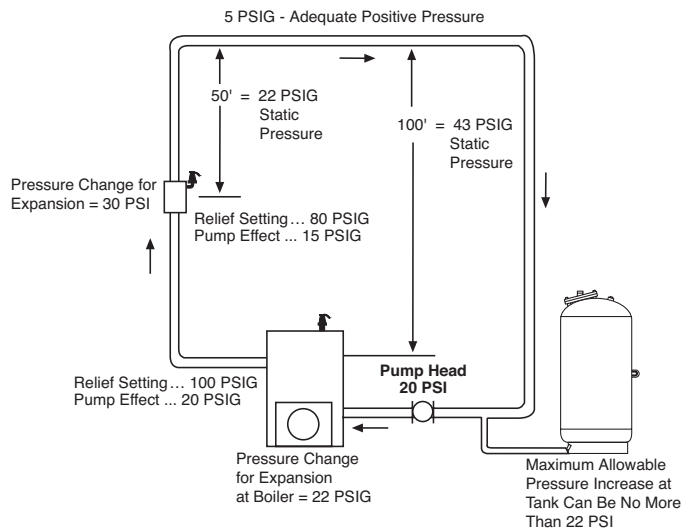 5 PSIG - Adequate Positive Pressure
50' = 22 PSIG
Static
Pressure
100' = 43 PSIG
Static
Pressure
Pressure Change for
Expansion = 30 PSI
Relief Setting... 80 PSIG
Pump Effect ... 15 PSIG
Relief Setting... 100 PSIG
Pump Effect ... 20 PSIG
Pump Head
20 PSI
Pressure Change
for Expansion
at Boiler = 22 PSIG
Maximum Allowable
Pressure Increase at
Tank Can Be No More
Than 22 PSI